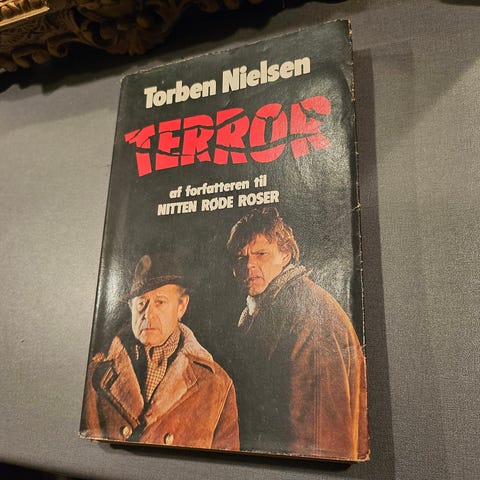 Torben Nielsen
TERROR
af forfatteren til
NITTEN RØDE ROSER